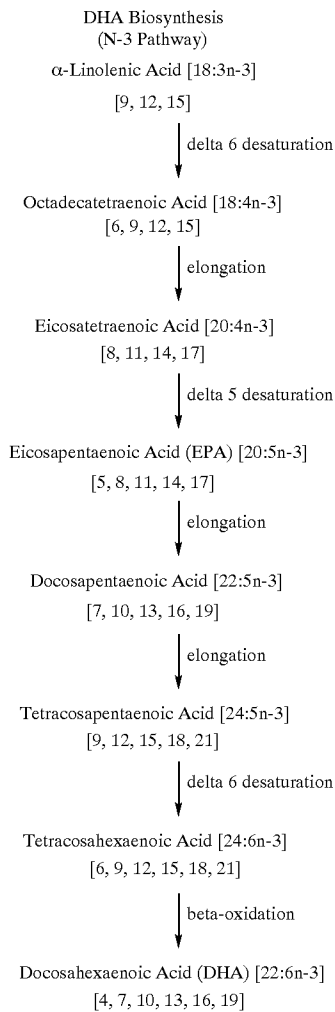 DHA Biosynthesis
(N-3 Pathway)
α-Linolenic Acid [18:3n-3]
[9, 12, 15]
delta 6 desaturation
Octadecatetraenoic Acid [18:4n-3]
[6, 9, 12, 15]
elongation
Eicosatetraenoic Acid [20:4n-3]
[8, 11, 14, 17]
delta 5 desaturation
Eicosapentaenoic Acid (EPA) [20:5n-3]
[5, 8, 11, 14, 17]
elongation
Docosapentaenoic Acid [22:5n-3]
[7, 10, 13, 16, 19]
elongation
Tetracosapentaenoic Acid [24:5n-3]
[9, 12, 15, 18, 21]
delta 6 desaturation
Tetracosahexaenoic Acid [24:6n-3]
[6, 9, 12, 15, 18, 21]
beta-oxidation
Docosahexaenoic Acid (DHA) [22:6n-3]
[4, 7, 10, 13, 16, 19]